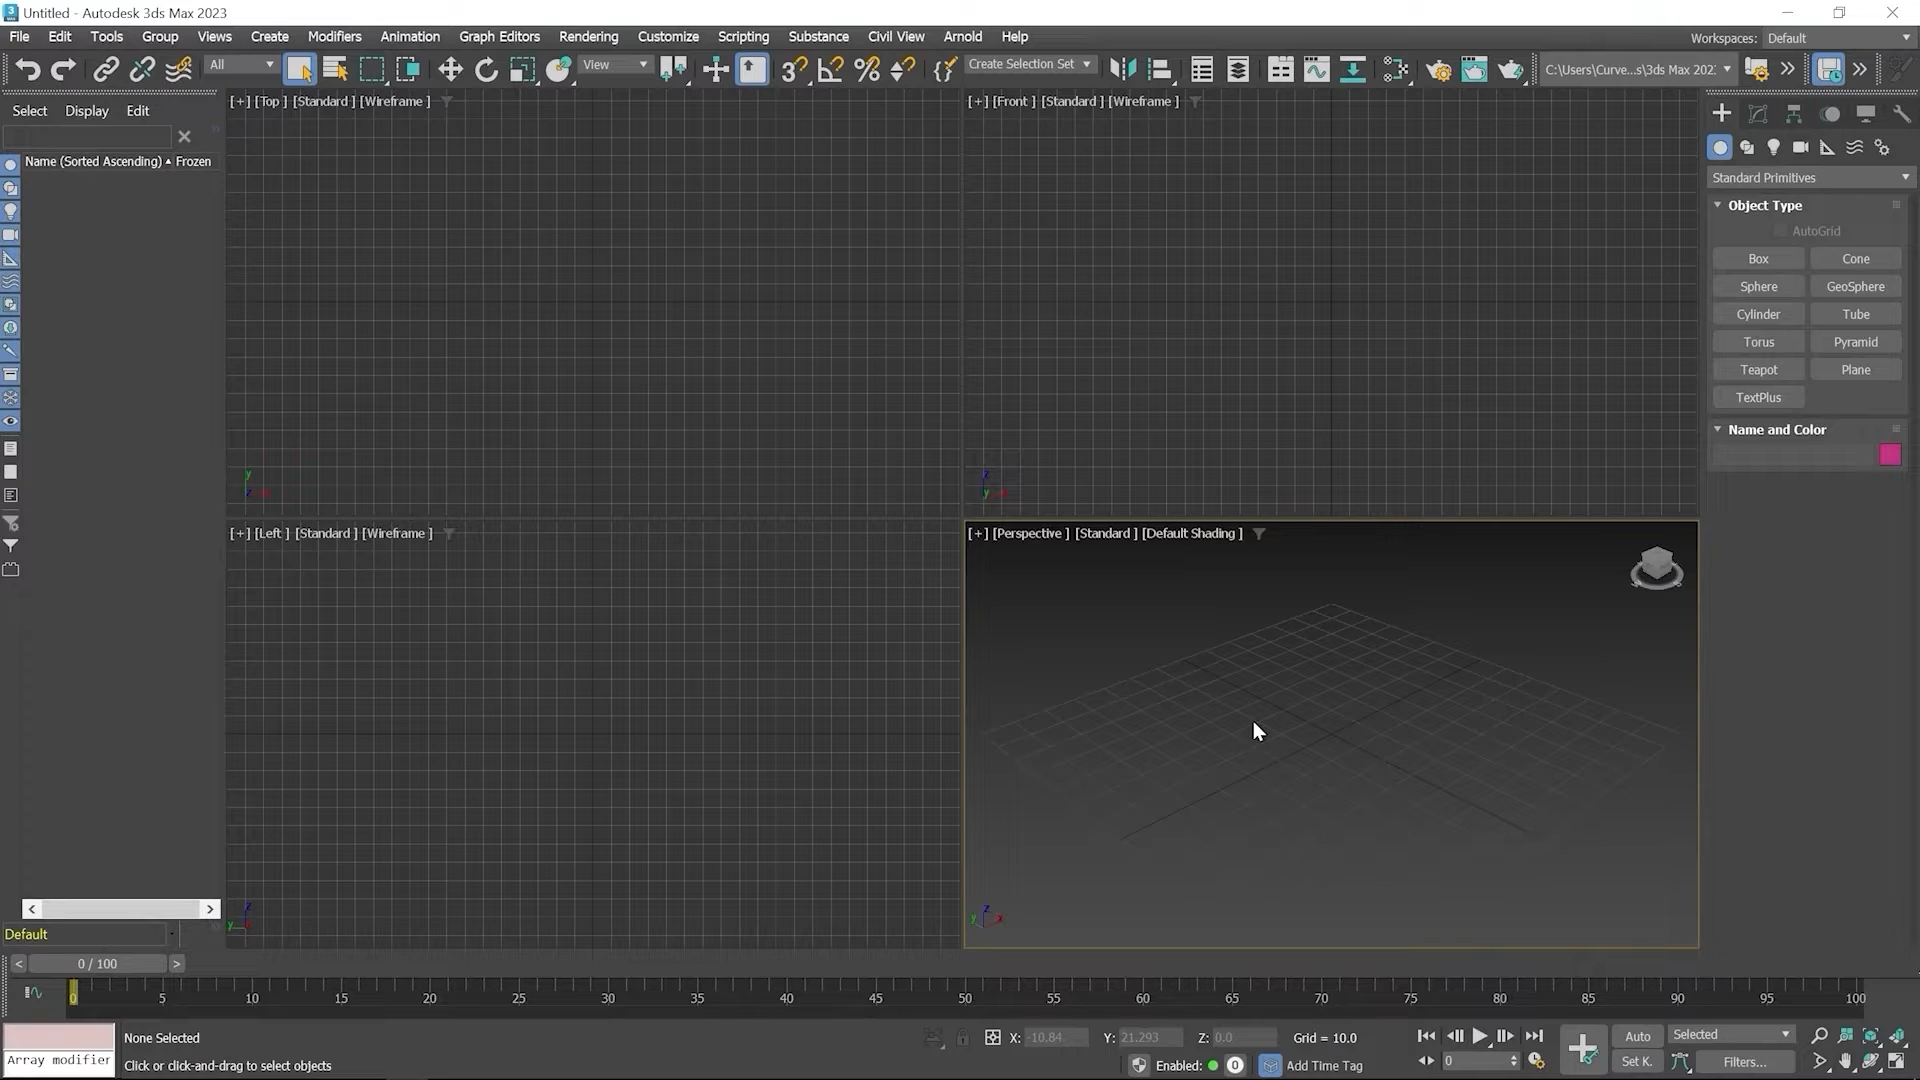 Untitled - Autodesk 3ds Max 2023
File Edit Tools Group Views Create Modifiers Animation Graph Editors Rendering Customize Scripting Substance Civil View Arnold Help
Workspaces: Default
All
View
Create Selection Set
C:\Users\Curve...s\3ds Max 202
Select Display Edit
Name (Sorted Ascending) Frozen
[+] [Top ] [Standard ] [Wireframe ]
[+] [Front ] [Standard ] [Wireframe ]
[+] [Left ] [Standard ] [Wireframe ]
[+] [Perspective ] [Standard ] [Default Shading ]
Standard Primitives
Object Type
AutoGrid
Box Cone
Sphere GeoSphere
Cylinder Tube
Torus Pyramid
Teapot Plane
TextPlus
Name and Color
Default
< 0 / 100 >
0 5 10 15 20 25 30 35 40 45 50 55 60 65 70 75 80 85 90 95 100
None Selected
X: -10.84 Y: 21.293 Z: 0.0 Grid = 10.0
Auto Selected
Array modifier
Click or click-and-drag to select objects
Enabled: 0 Add Time Tag
0
Set K. Filters...